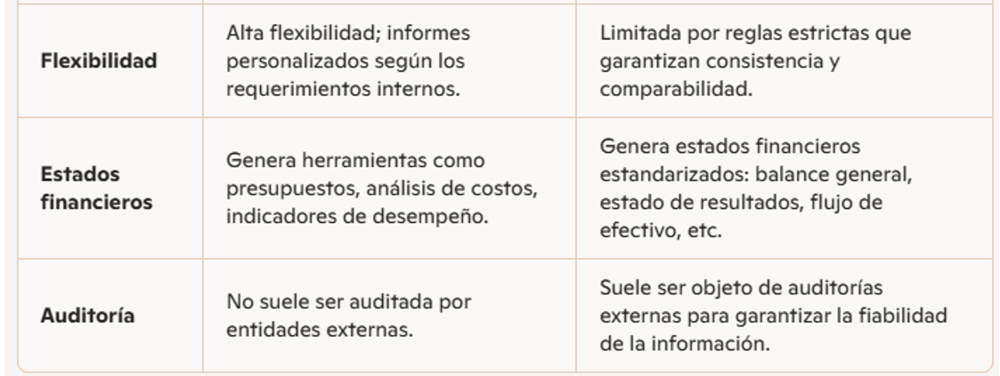 Flexibilidad
Alta flexibilidad; informes
personalizados según los
requerimientos internos.
Limitada por reglas estrictas que
garantizan consistencia y
comparabilidad.
Estados
financieros
Genera herramientas como
presupuestos, análisis de costos,
indicadores de desempeño.
Genera estados financieros
estandarizados: balance general,
estado de resultados, flujo de
efectivo, etc.
Auditoría
No suele ser auditada por
entidades externas.
Suele ser objeto de auditorías
externas para garantizar la fiabilidad
de la información.